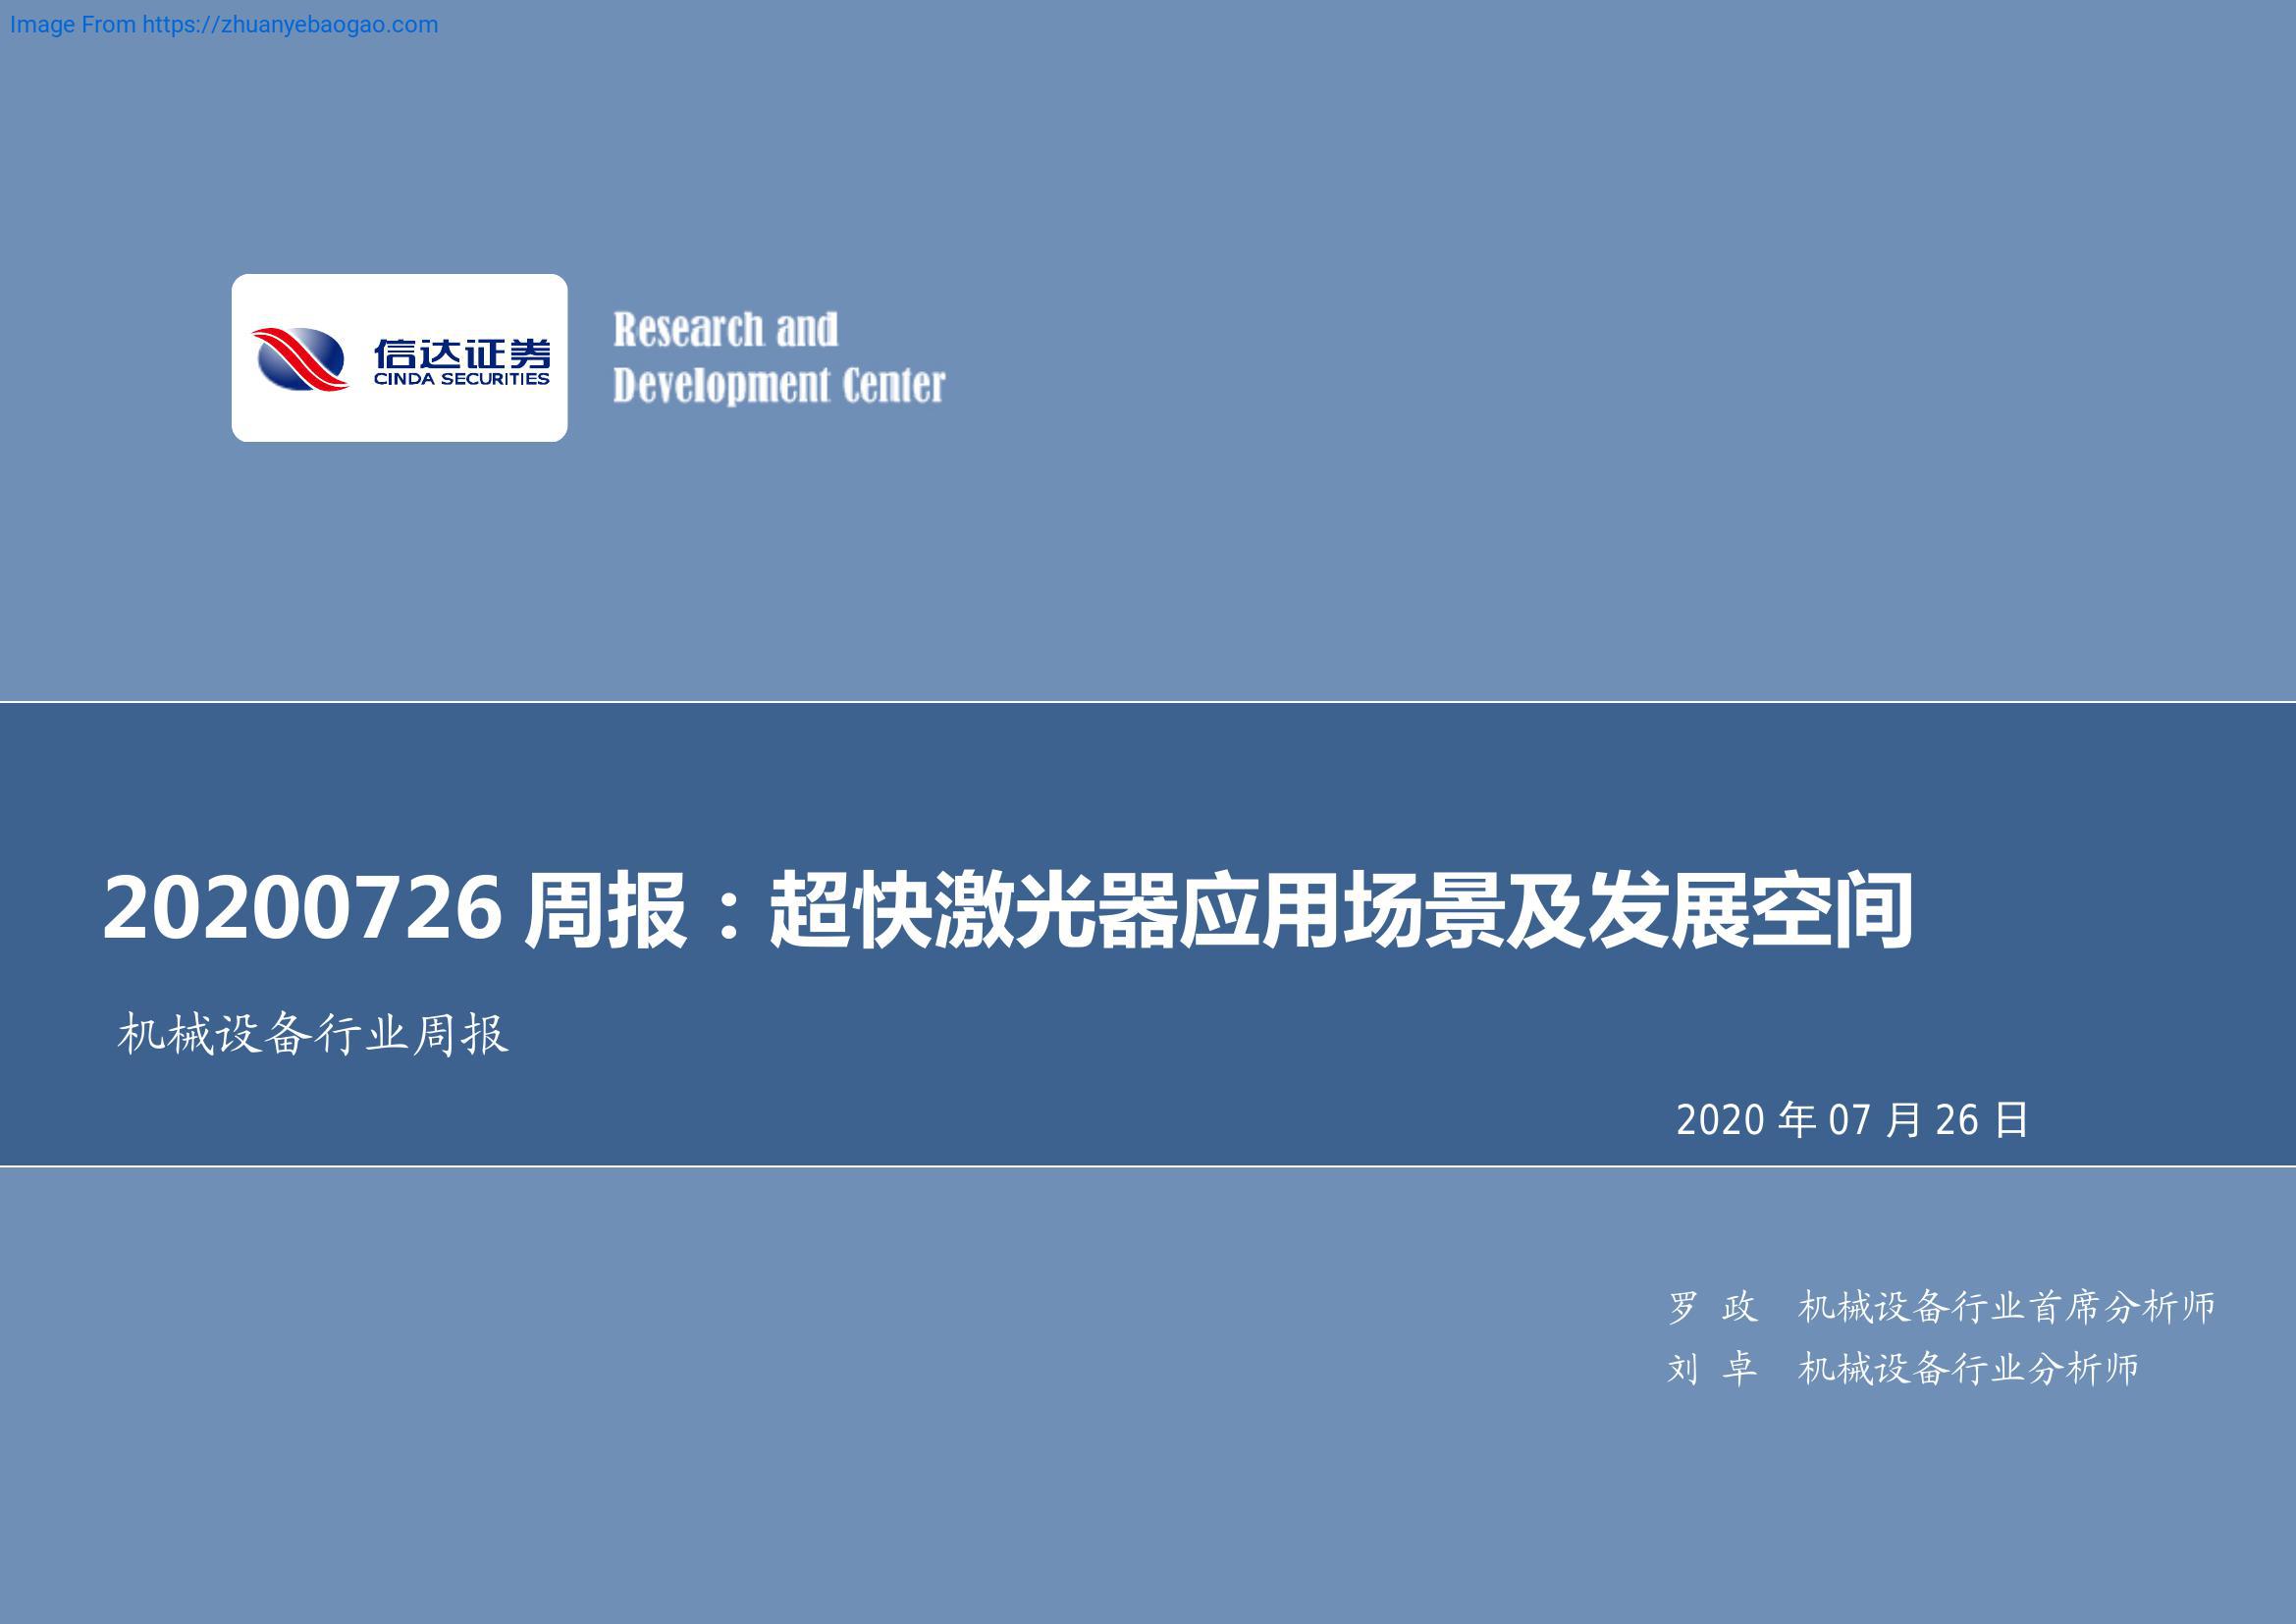 Image From https://zhuanyebaogao.com
信达证券
CINDA SECURITIES
Research and
Development Center
20200726 周报：超快激光器应用场景及发展空间
机械设备行业周报
2020 年 07 月 26 日
罗 政 机械设备行业首席分析师
刘 卓 机械设备行业分析师